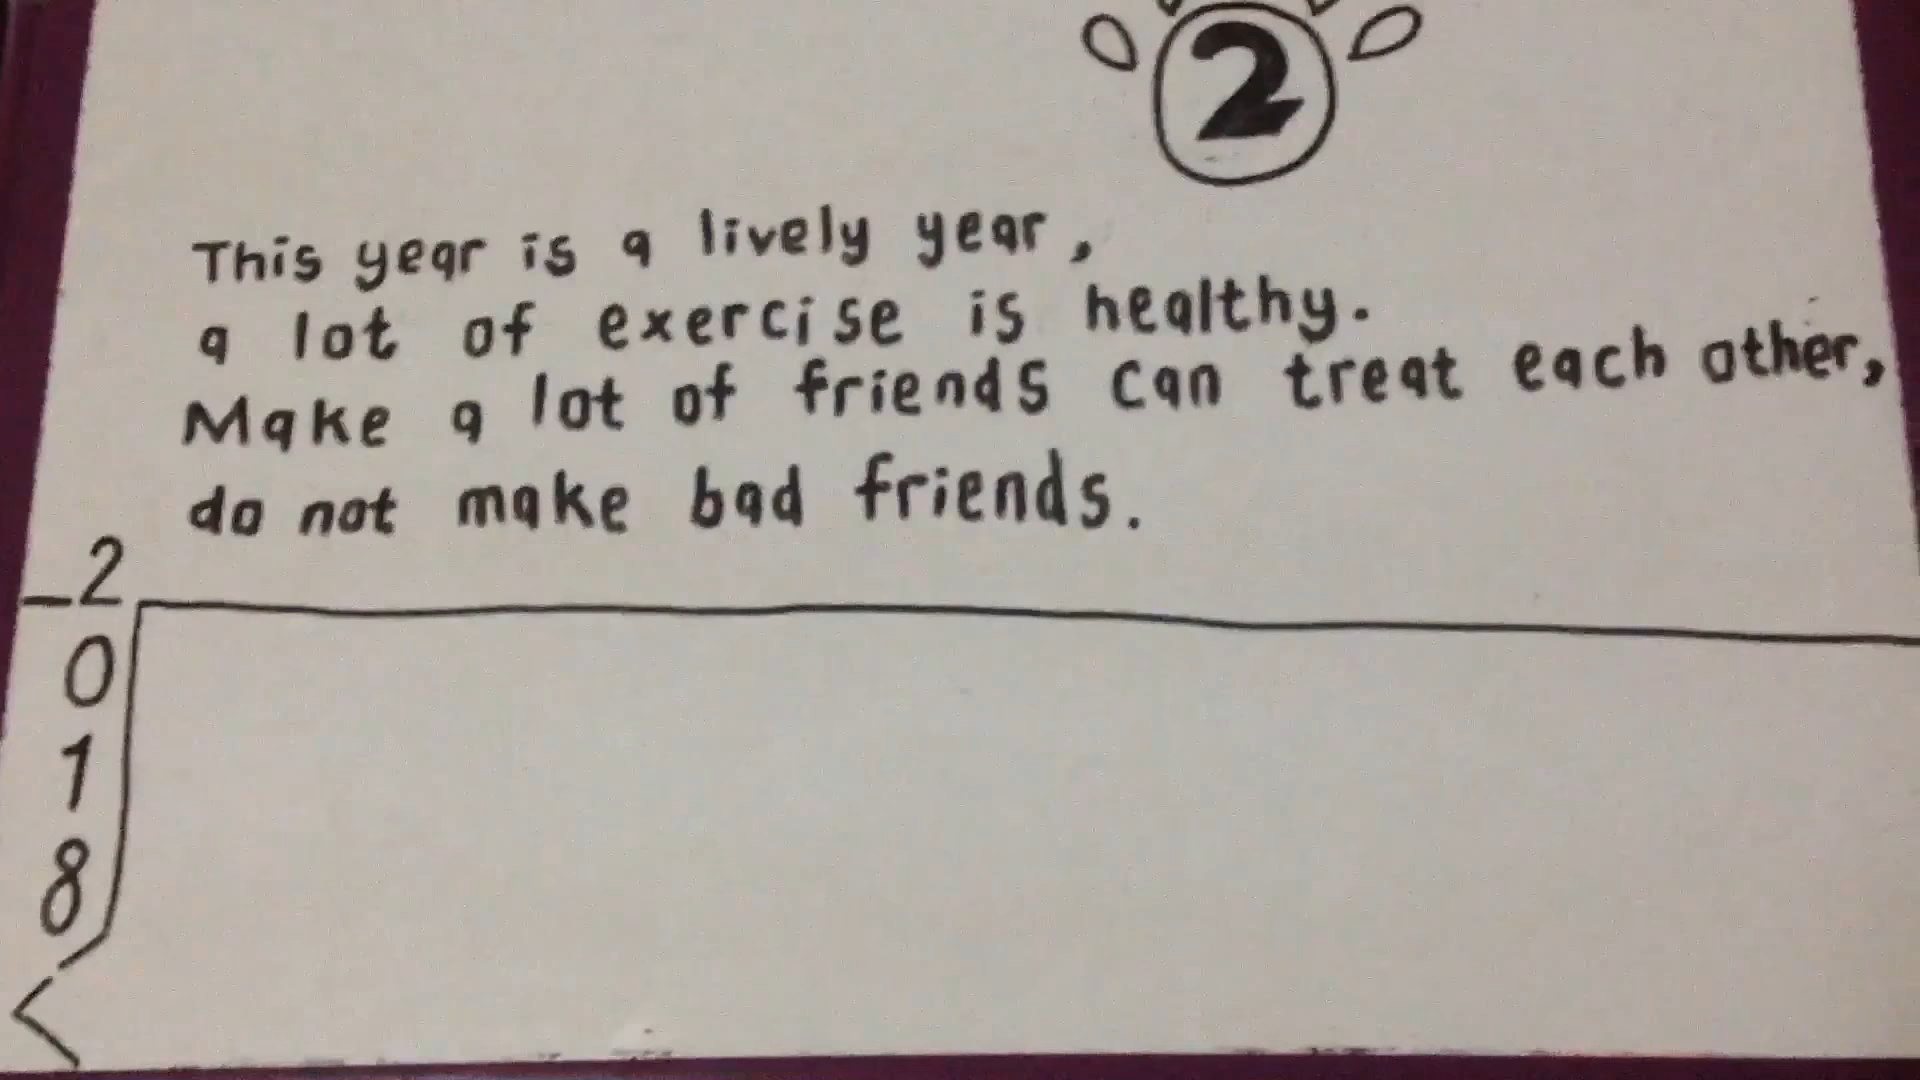 2
This year is a lively year,
a lot of exercise is healthy.
Make a lot of friends can treat each other,
do not make bad friends.
2
0
1
8